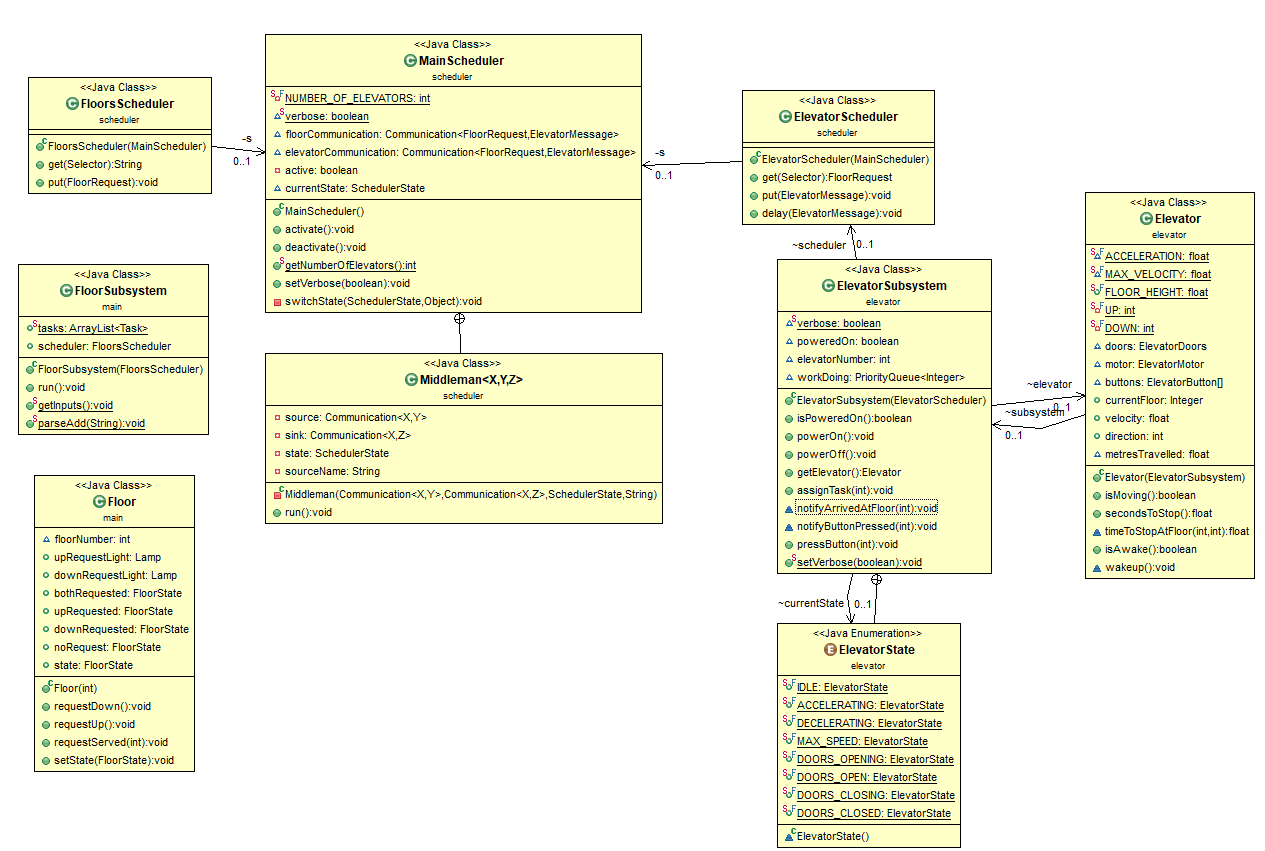 <<Java Class>>
FloorsScheduler
scheduler
FloorsScheduler(MainScheduler)
get(Selector):String
put(FloorRequest):void
-s
0..1
<<Java Class>>
MainScheduler
scheduler
S F NUMBER_OF_ELEVATORS: int
S verbose: boolean
floorCommunication: Communication<FloorRequest,ElevatorMessage>
elevatorCommunication: Communication<FloorRequest,ElevatorMessage>
active: boolean
currentState: SchedulerState
C MainScheduler()
activate():void
deactivate():void
S getNumberOfElevators():int
setVerbose(boolean):void
switchState(SchedulerState,Object):void
-s
0..1
<<Java Class>>
ElevatorScheduler
scheduler
C ElevatorScheduler(MainScheduler)
get(Selector):FloorRequest
put(ElevatorMessage):void
delay(ElevatorMessage):void
~scheduler
0..1
<<Java Class>>
FloorSubsystem
main
S tasks: ArrayList<Task>
scheduler: FloorsScheduler
C FloorSubsystem(FloorsScheduler)
run():void
S getInputs():void
S parseAdd(String):void
<<Java Class>>
Middleman<X,Y,Z>
scheduler
source: Communication<X,Y>
sink: Communication<X,Z>
state: SchedulerState
sourceName: String
C Middleman(Communication<X,Y>,Communication<X,Z>,SchedulerState,String)
run():void
<<Java Class>>
ElevatorSubsystem
elevator
S verbose: boolean
poweredOn: boolean
elevatorNumber: int
workDoing: PriorityQueue<Integer>
C ElevatorSubsystem(ElevatorScheduler)
isPoweredOn():boolean
powerOn():void
powerOff():void
getElevator():Elevator
assignTask(int):void
notifyArrivedAtFloor(int):void
notifyButtonPressed(int):void
pressButton(int):void
S setVerbose(boolean):void
~elevator
0..1
~subsystem
0..1
<<Java Class>>
Elevator
elevator
S F ACCELERATION: float
S F MAX_VELOCITY: float
S F FLOOR_HEIGHT: float
S F UP: int
S F DOWN: int
doors: ElevatorDoors
motor: ElevatorMotor
buttons: ElevatorButton[]
currentFloor: Integer
velocity: float
direction: int
metresTravelled: float
C Elevator(ElevatorSubsystem)
isMoving():boolean
secondsToStop():float
timeToStopAtFloor(int,int):float
isAwake():boolean
wakeup():void
<<Java Class>>
Floor
main
floorNumber: int
upRequestLight: Lamp
downRequestLight: Lamp
bothRequested: FloorState
upRequested: FloorState
downRequested: FloorState
noRequest: FloorState
state: FloorState
C Floor(int)
requestDown():void
requestUp():void
requestServed(int):void
setState(FloorState):void
~currentState
0..1
<<Java Enumeration>>
ElevatorState
elevator
S F IDLE: ElevatorState
S F ACCELERATING: ElevatorState
S F DECELERATING: ElevatorState
S F MAX_SPEED: ElevatorState
S F DOORS_OPENING: ElevatorState
S F DOORS_OPEN: ElevatorState
S F DOORS_CLOSING: ElevatorState
S F DOORS_CLOSED: ElevatorState
C ElevatorState()